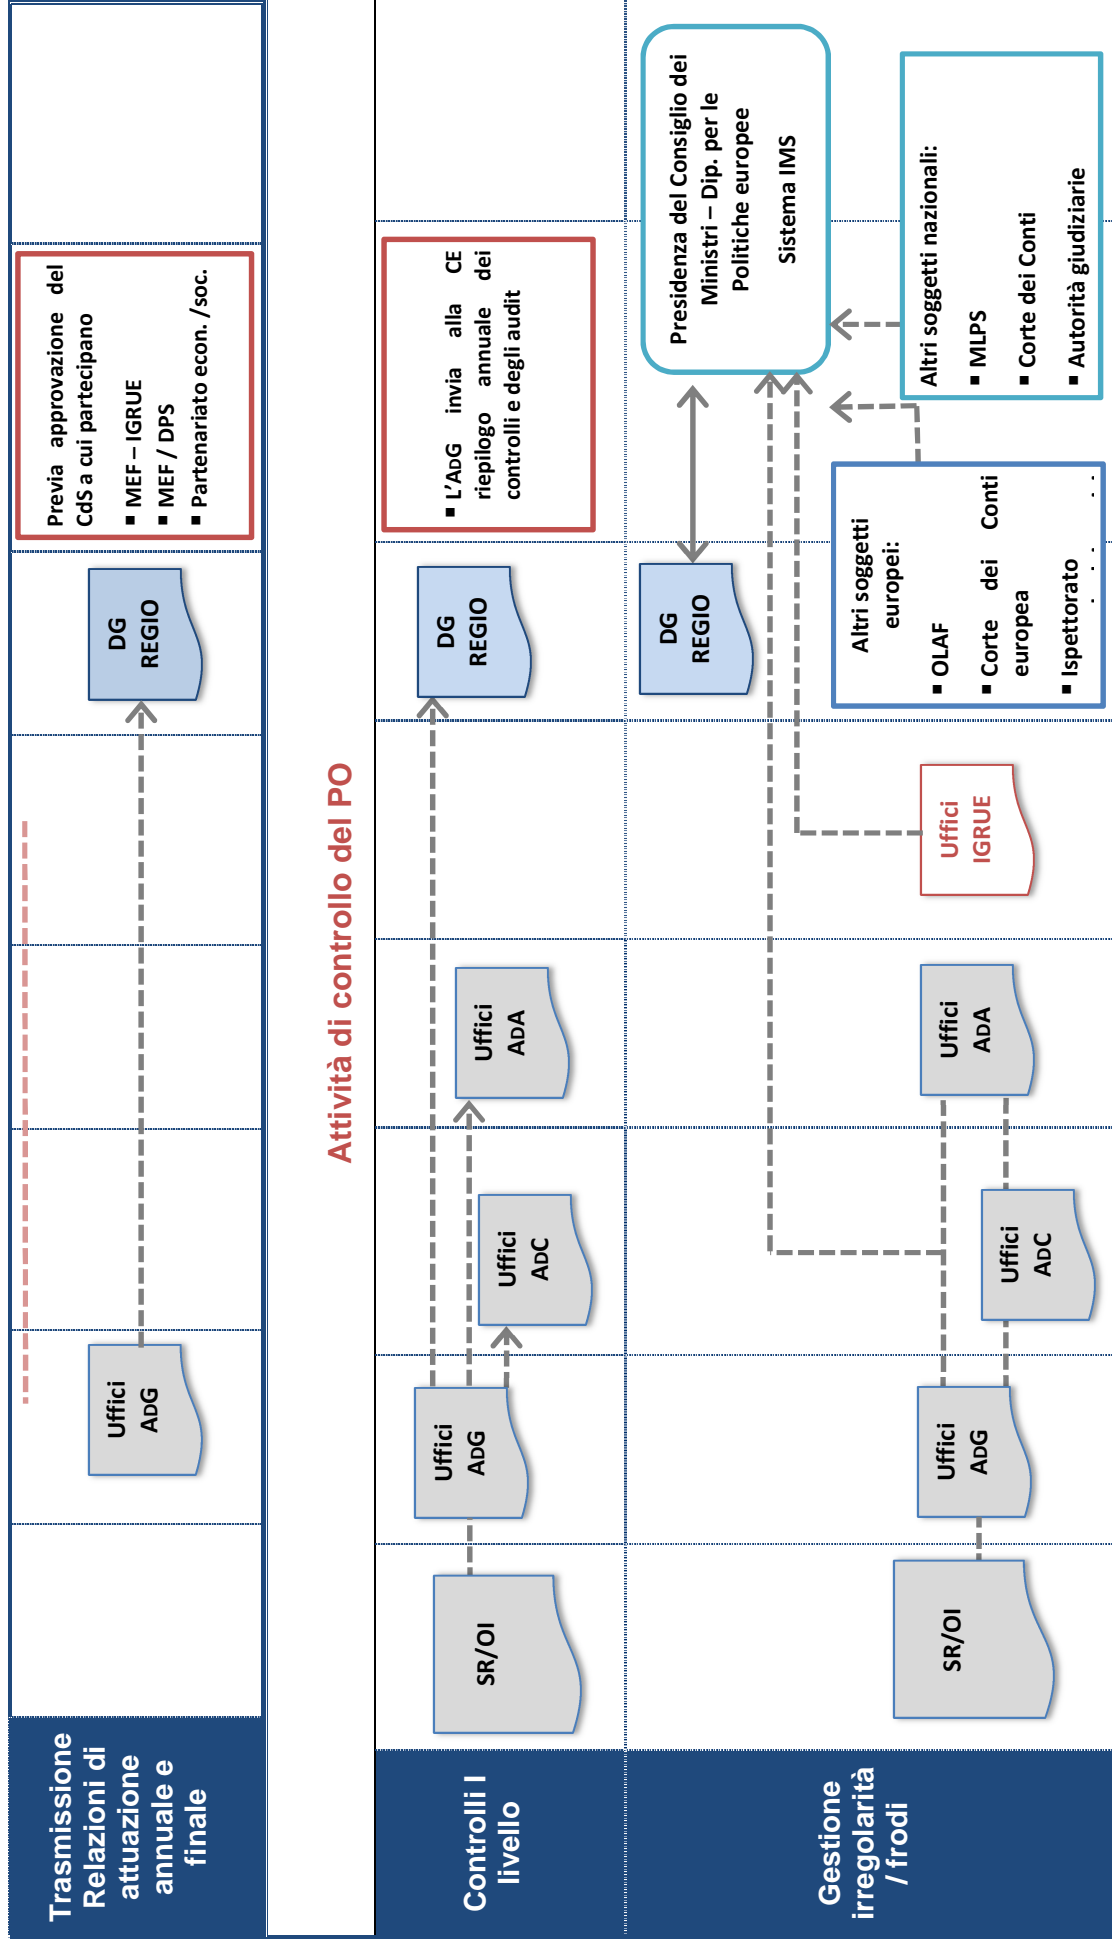 Trasmissione
Relazioni di
attuazione
annuale e
finale
Uffici
ADG
DG
REGIO
Previa approvazione del
CdS a cui partecipano
▪ MEF – IGRUE
▪ MEF / DPS
▪ Partenariato econ. /soc.
Attività di controllo del PO
Controlli I
livello
SR/OI
Uffici
ADG
Uffici
ADC
Uffici
ADA
DG
REGIO
▪ L'ADG invia alla CE
riepilogo annuale dei
controlli e degli audit
Gestione
irregolarità
/ frodi
SR/OI
Uffici
ADG
Uffici
ADC
Uffici
ADA
Uffici
IGRUE
DG
REGIO
Altri soggetti
europei:
▪ OLAF
▪ Corte dei Conti
europea
▪ Ispettorato
Presidenza del Consiglio dei
Ministri – Dip. per le
Politiche europee
Sistema IMS
Altri soggetti nazionali:
▪ MLPS
▪ Corte dei Conti
▪ Autorità giudiziarie